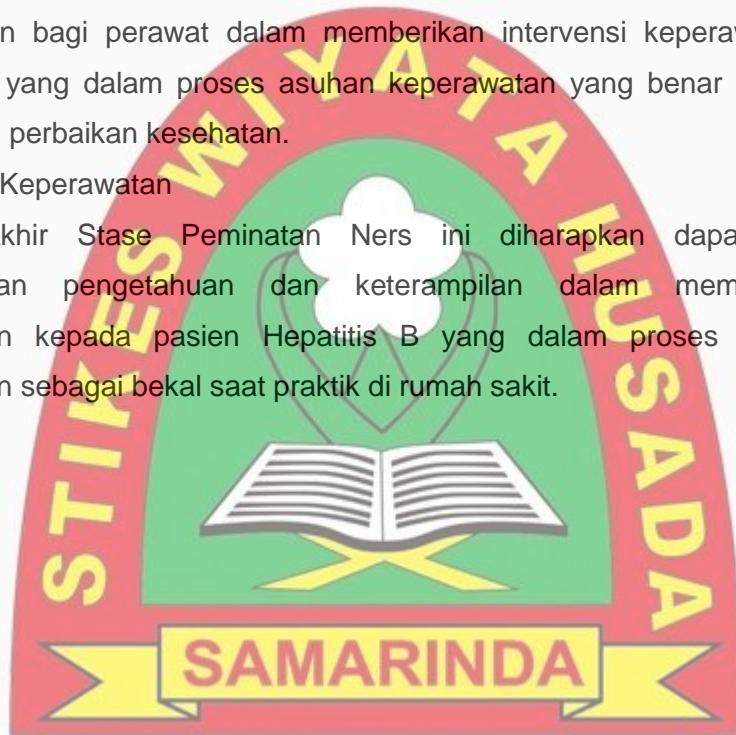 n bagi perawat dalam memberikan intervensi kepera
yang dalam proses asuhan keperawatan yang benar
perbaikan kesehatan.
Keperawatan
khir Stase Peminatan Ners ini diharapkan dapa
an pengetahuan dan keterampilan dalam mem
n kepada pasien Hepatitis B yang dalam proses
n sebagai bekal saat praktik di rumah sakit.
STIKES WIYATA HUSADA
SAMARINDA